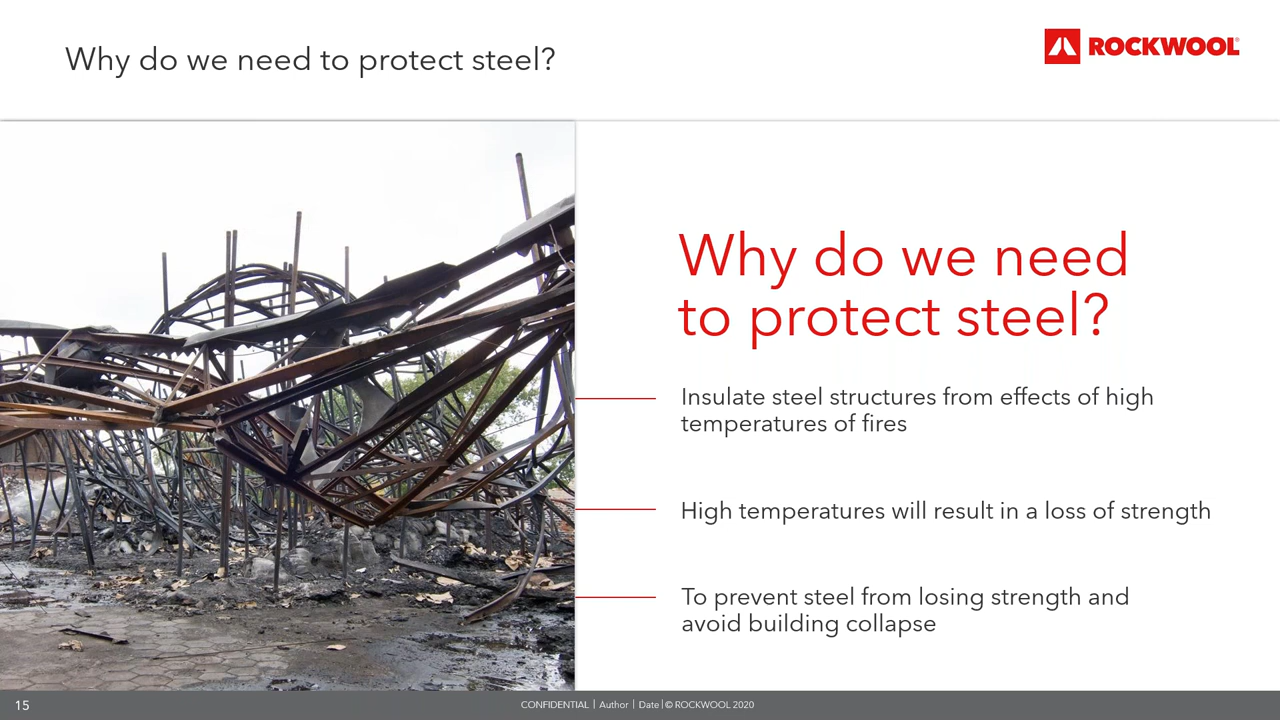 Why do we need to protect steel?
ROCKWOOL®
Why do we need
to protect steel?
Insulate steel structures from effects of high
temperatures of fires
High temperatures will result in a loss of strength
To prevent steel from losing strength and
avoid building collapse
15
CONFIDENTIAL | Author | Date | © ROCKWOOL 2020